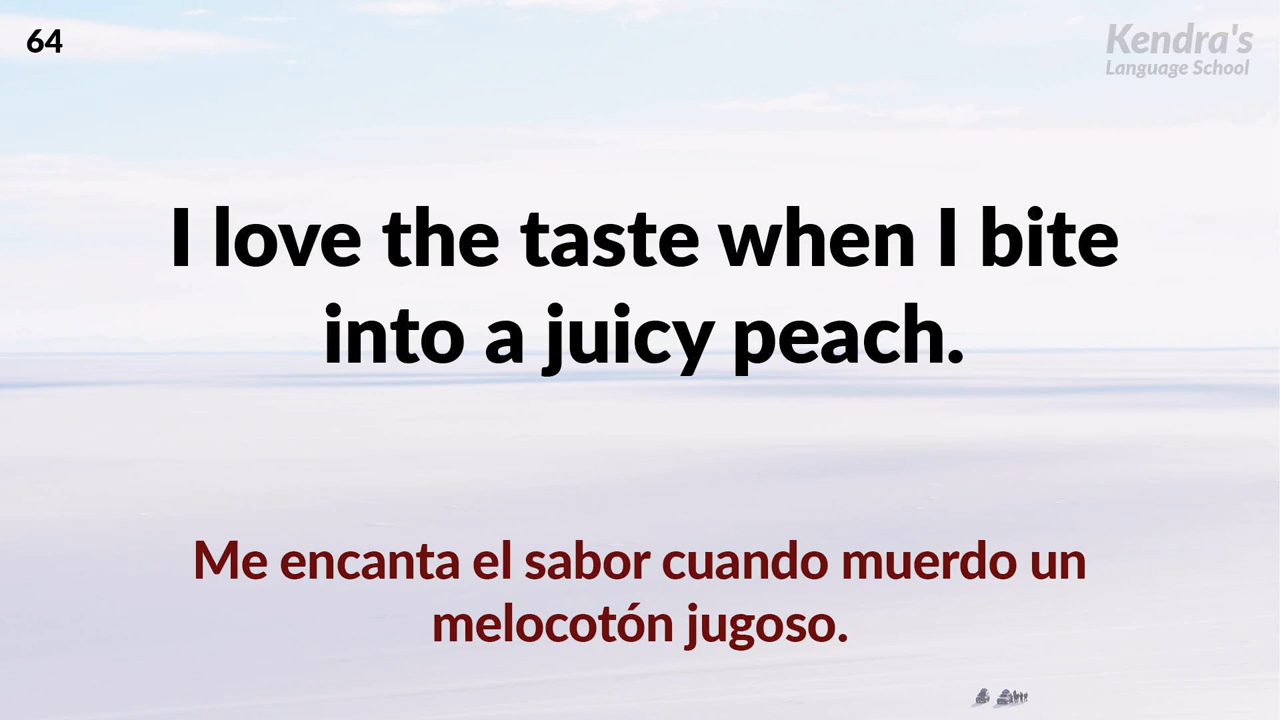 64
Kendra's
Language School
I love the taste when I bite
into a juicy peach.
Me encanta el sabor cuando muerdo un
melocotón jugoso.